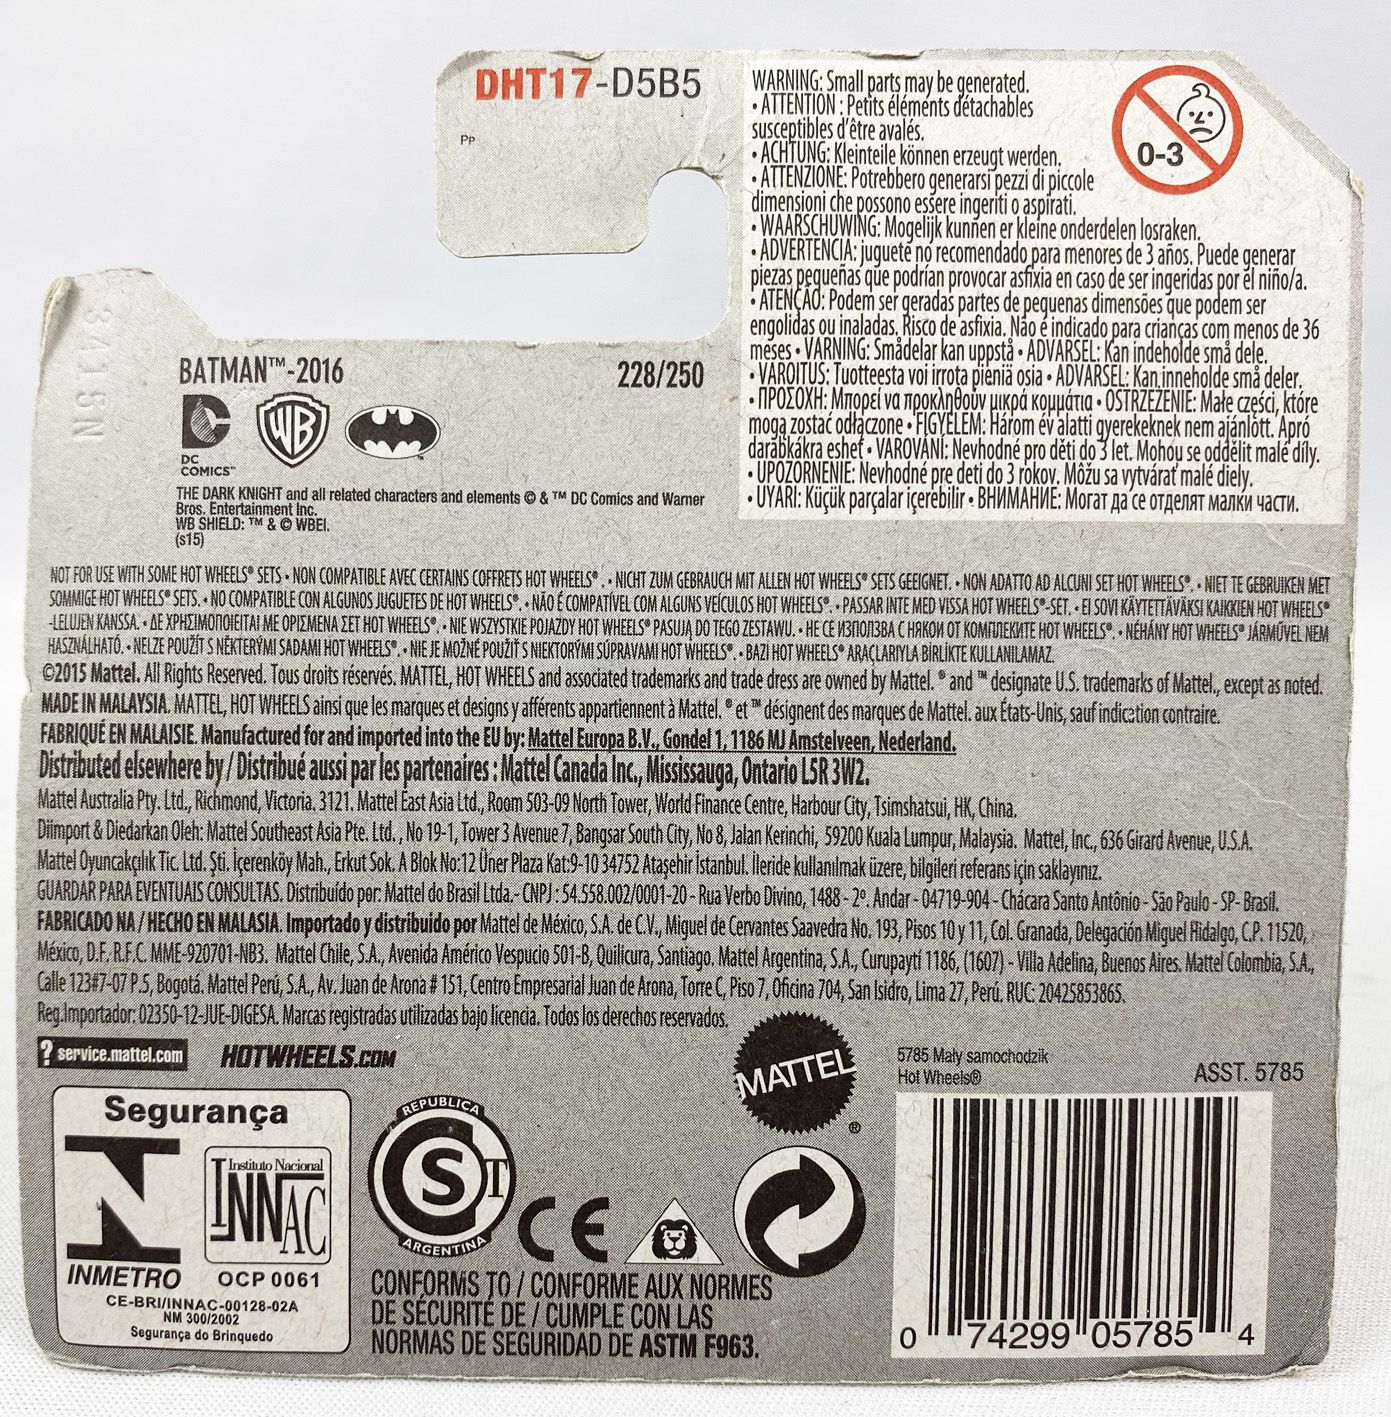 DHT17-D5B5
PP
WARNING: Small parts may be generated.
• ATTENTION : Petits éléments détachables
susceptibles d'être avalés.
• ACHTUNG: Kleinteile können erzeugt werden.
• ATTENZIONE: Potrebbero generarsi pezzi di piccole
dimensioni che possono essere ingeriti o aspirati.
• WAARSCHUWING: Mogelijk kunnen er kleine onderdelen losraken.
• ADVERTENCIA: juguete no recomendado para menores de 3 años. Puede generar
piezas pequeñas que podrían provocar asfixia en caso de ser ingeridas por el niño/a.
• ATENÇÃO: Podem ser geradas partes de pequenas dimensões que podem ser
engolidas ou inaladas. Risco de asfixia. Não é indicado para crianças com menos de 36
meses • VARNING: Smådelar kan uppstå • ADVARSEL: Kan indeholde små dele.
• VAROITUS: Tuotteesta voi irrota pieniä osia • ADVARSEL: Kan inneholde små deler.
• ΠΡΟΣΟΧΗ: Μπορεί να προκληθούν μικρά κομμάτια • OSTRZEŻENIE: Małe części, które
mogą zostać odłączone • FIGYELEM: Három év alatti gyerekeknek nem ajánlott. Apró
darabkákra eshet • VAROVÁNÍ: Nevhodné pro děti do 3 let. Mohou se oddělit malé díly.
• UPOZORNENIE: Nevhodné pre deti do 3 rokov. Môžu sa vytvárať malé diely.
• UYARI: Küçük parçalar içerebilir • ВНИМАНИЕ: Могат да се отделят малки части.
0-3
3A15N
BATMAN™-2016 228/250
DC
COMICS™
WB
THE DARK KNIGHT and all related characters and elements © & ™ DC Comics and Warner
Bros. Entertainment Inc.
WB SHIELD: ™ & © WBEI.
(s15)
NOT FOR USE WITH SOME HOT WHEELS® SETS • NON COMPATIBLE AVEC CERTAINS COFFRETS HOT WHEELS®. • NICHT ZUM GEBRAUCH MIT ALLEN HOT WHEELS® SETS GEEIGNET. • NON ADATTO AD ALCUNI SET HOT WHEELS®. • NIET TE GEBRUIKEN MET
SOMMIGE HOT WHEELS® SETS. • NO COMPATIBLE CON ALGUNOS JUGUETES DE HOT WHEELS®. • NÃO É COMPATÍVEL COM ALGUNS VEÍCULOS HOT WHEELS®. • PASSAR INTE MED VISSA HOT WHEELS®-SET. • EI SOVI KÄYTETTÄVÄKSI KAIKKIEN HOT WHEELS®
-LELUJEN KANSSA. • ΔΕ ΧΡΗΣΙΜΟΠΟΙΕΙΤΑΙ ΜΕ ΟΡΙΣΜΕΝΑ ΣΕΤ HOT WHEELS®. • NIE WSZYSTKIE POJAZDY HOT WHEELS® PASUJĄ DO TEGO ZESTAWU. • НЕ СЕ ИЗПОЛЗВА С НЯКОИ ОТ КОМПЛЕКИТЕ HOT WHEELS®. • NÉHÁNY HOT WHEELS® JÁRMŰVEL NEM
HASZNÁLHATÓ. • NELZE POUŽÍT S NĚKTERÝMI SADAMI HOT WHEELS®. • NIE JE MOŽNÉ POUŽIŤ S NIEKTORÝMI SÚPRAVAMI HOT WHEELS®. • BAZI HOT WHEELS® ARAÇLARIYLA BİRLİKTE KULLANILAMAZ.
©2015 Mattel. All Rights Reserved. Tous droits réservés. MATTEL, HOT WHEELS and associated trademarks and trade dress are owned by Mattel. ® and ™ designate U.S. trademarks of Mattel., except as noted.
MADE IN MALAYSIA. MATTEL, HOT WHEELS ainsi que les marques et designs y afférents appartiennent à Mattel. ® et ™ désignent des marques de Mattel. aux États-Unis, sauf indication contraire.
FABRIQUÉ EN MALAISIE. Manufactured for and imported into the EU by: Mattel Europa B.V., Gondel 1, 1186 MJ Amstelveen, Nederland.
Distributed elsewhere by / Distribué aussi par les partenaires : Mattel Canada Inc., Mississauga, Ontario L5R 3W2.
Mattel Australia Pty. Ltd., Richmond, Victoria. 3121. Mattel East Asia Ltd., Room 503-09 North Tower, World Finance Centre, Harbour City, Tsimshatsui, HK, China.
Diimport & Diedarkan Oleh: Mattel Southeast Asia Pte. Ltd. , No 19-1, Tower 3 Avenue 7, Bangsar South City, No 8, Jalan Kerinchi, 59200 Kuala Lumpur, Malaysia. Mattel, Inc., 636 Girard Avenue, U.S.A.
Mattel Oyuncakçılık Tic. Ltd. Şti. İçerenköy Mah., Erkut Sok. A Blok No:12 Üner Plaza Kat:9-10 34752 Ataşehir İstanbul. İleride kullanılmak üzere, bilgileri referans için saklayınız.
GUARDAR PARA EVENTUAIS CONSULTAS. Distribuído por: Mattel do Brasil Ltda.- CNPJ : 54.558.002/0001-20 - Rua Verbo Divino, 1488 - 2º. Andar - 04719-904 - Chácara Santo Antônio - São Paulo - SP- Brasil.
FABRICADO NA / HECHO EN MALASIA. Importado y distribuido por Mattel de México, S.A. de C.V., Miguel de Cervantes Saavedra No. 193, Pisos 10 y 11, Col. Granada, Delegación Miguel Hidalgo, C.P. 11520,
México, D.F. R.F.C. MME-920701-NB3. Mattel Chile, S.A., Avenida Américo Vespucio 501-B, Quilicura, Santiago. Mattel Argentina, S.A., Curupaytí 1186, (1607) - Villa Adelina, Buenos Aires. Mattel Colombia, S.A.,
Calle 123#7-07 P.5, Bogotá. Mattel Perú, S.A., Av. Juan de Arona # 151, Centro Empresarial Juan de Arona, Torre C, Piso 7, Oficina 704, San Isidro, Lima 27, Perú. RUC: 20425853865.
Reg.Importador: 02350-12-JUE-DIGESA. Marcas registradas utilizadas bajo licencia. Todos los derechos reservados.
? service.mattel.com HOTWHEELS.COM
MATTEL ®
5785 Mały samochodzik
Hot Wheels®
ASST. 5785
Segurança
INMETRO
Instituto Nacional
INNAC
OCP 0061
CE-BRI/INNAC-00128-02A
NM 300/2002
Segurança do Brinquedo
REPUBLICA
S T
ARGENTINA
CE
CONFORMS TO / CONFORME AUX NORMES
DE SÉCURITÉ DE / CUMPLE CON LAS
NORMAS DE SEGURIDAD DE ASTM F963.
0 74299 05785 4